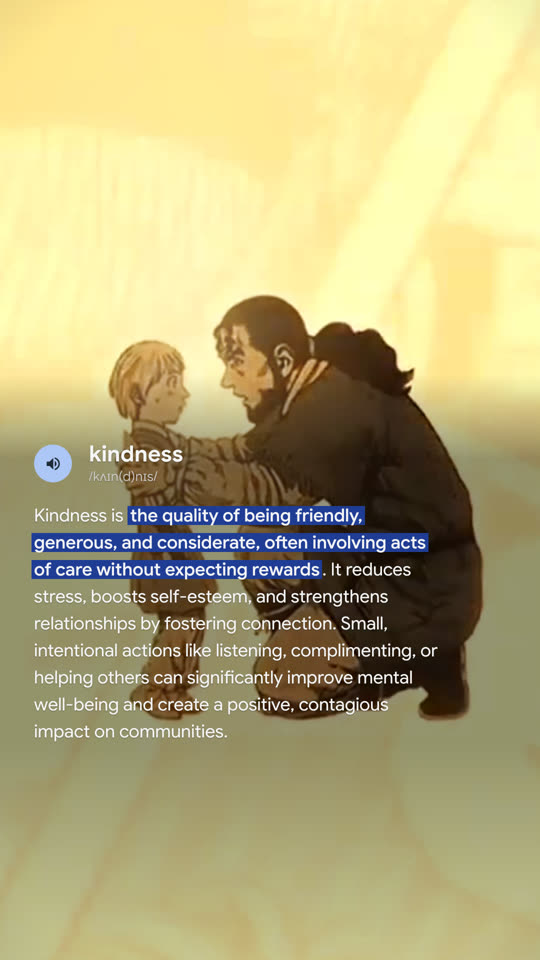 kindness
/kʌɪn(d)nɪs/
Kindness is the quality of being friendly,
generous, and considerate, often involving acts
of care without expecting rewards. It reduces
stress, boosts self-esteem, and strengthens
relationships by fostering connection. Small,
intentional actions like listening, complimenting, or
helping others can significantly improve mental
well-being and create a positive, contagious
impact on communities.